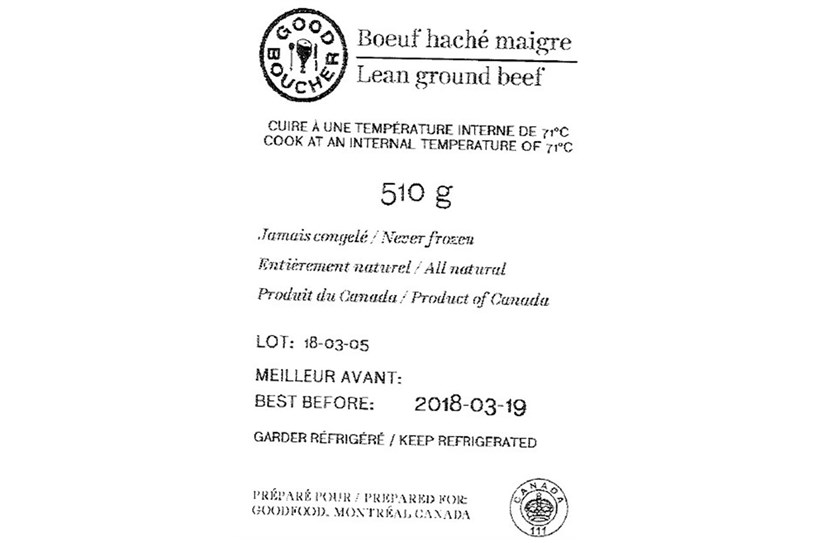 GOOD
BOUCHER
Boeuf haché maigre
Lean ground beef
CUIRE À UNE TEMPÉRATURE INTERNE DE 71°C
COOK AT AN INTERNAL TEMPERATURE OF 71°C
510 g
Jamais congelé / Never frozen
Entièrement naturel / All natural
Produit du Canada / Product of Canada
LOT: 18-03-05
MEILLEUR AVANT:
BEST BEFORE: 2018-03-19
GARDER RÉFRIGÉRÉ / KEEP REFRIGERATED
PRÉPARÉ POUR / PREPARED FOR:
GOODFOOD, MONTRÉAL CANADA
CANADA
111